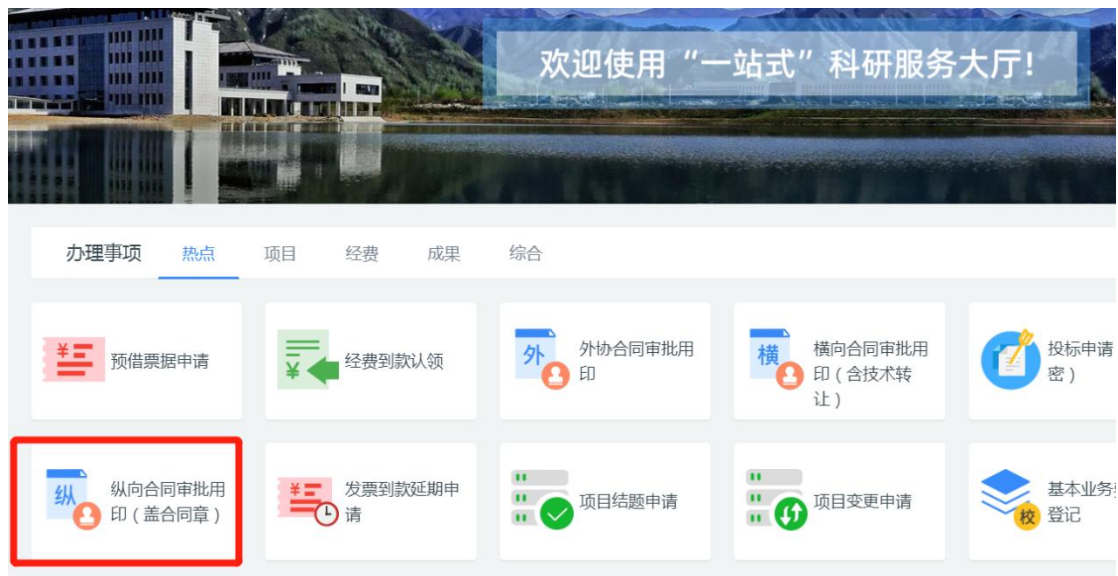 欢迎使用“一站式”科研服务大厅!
办理事项 热点 项目 经费 成果 综合
¥
预借票据申请
¥
经费到款认领
外
外协合同审批用
印
横
横向合同审批用
印(含技术转
让)
投标申请
密)
纵
纵向合同审批用
印(盖合同章)
¥
发票到款延期申
请
项目结题申请
项目变更申请
校
基本业务
登记